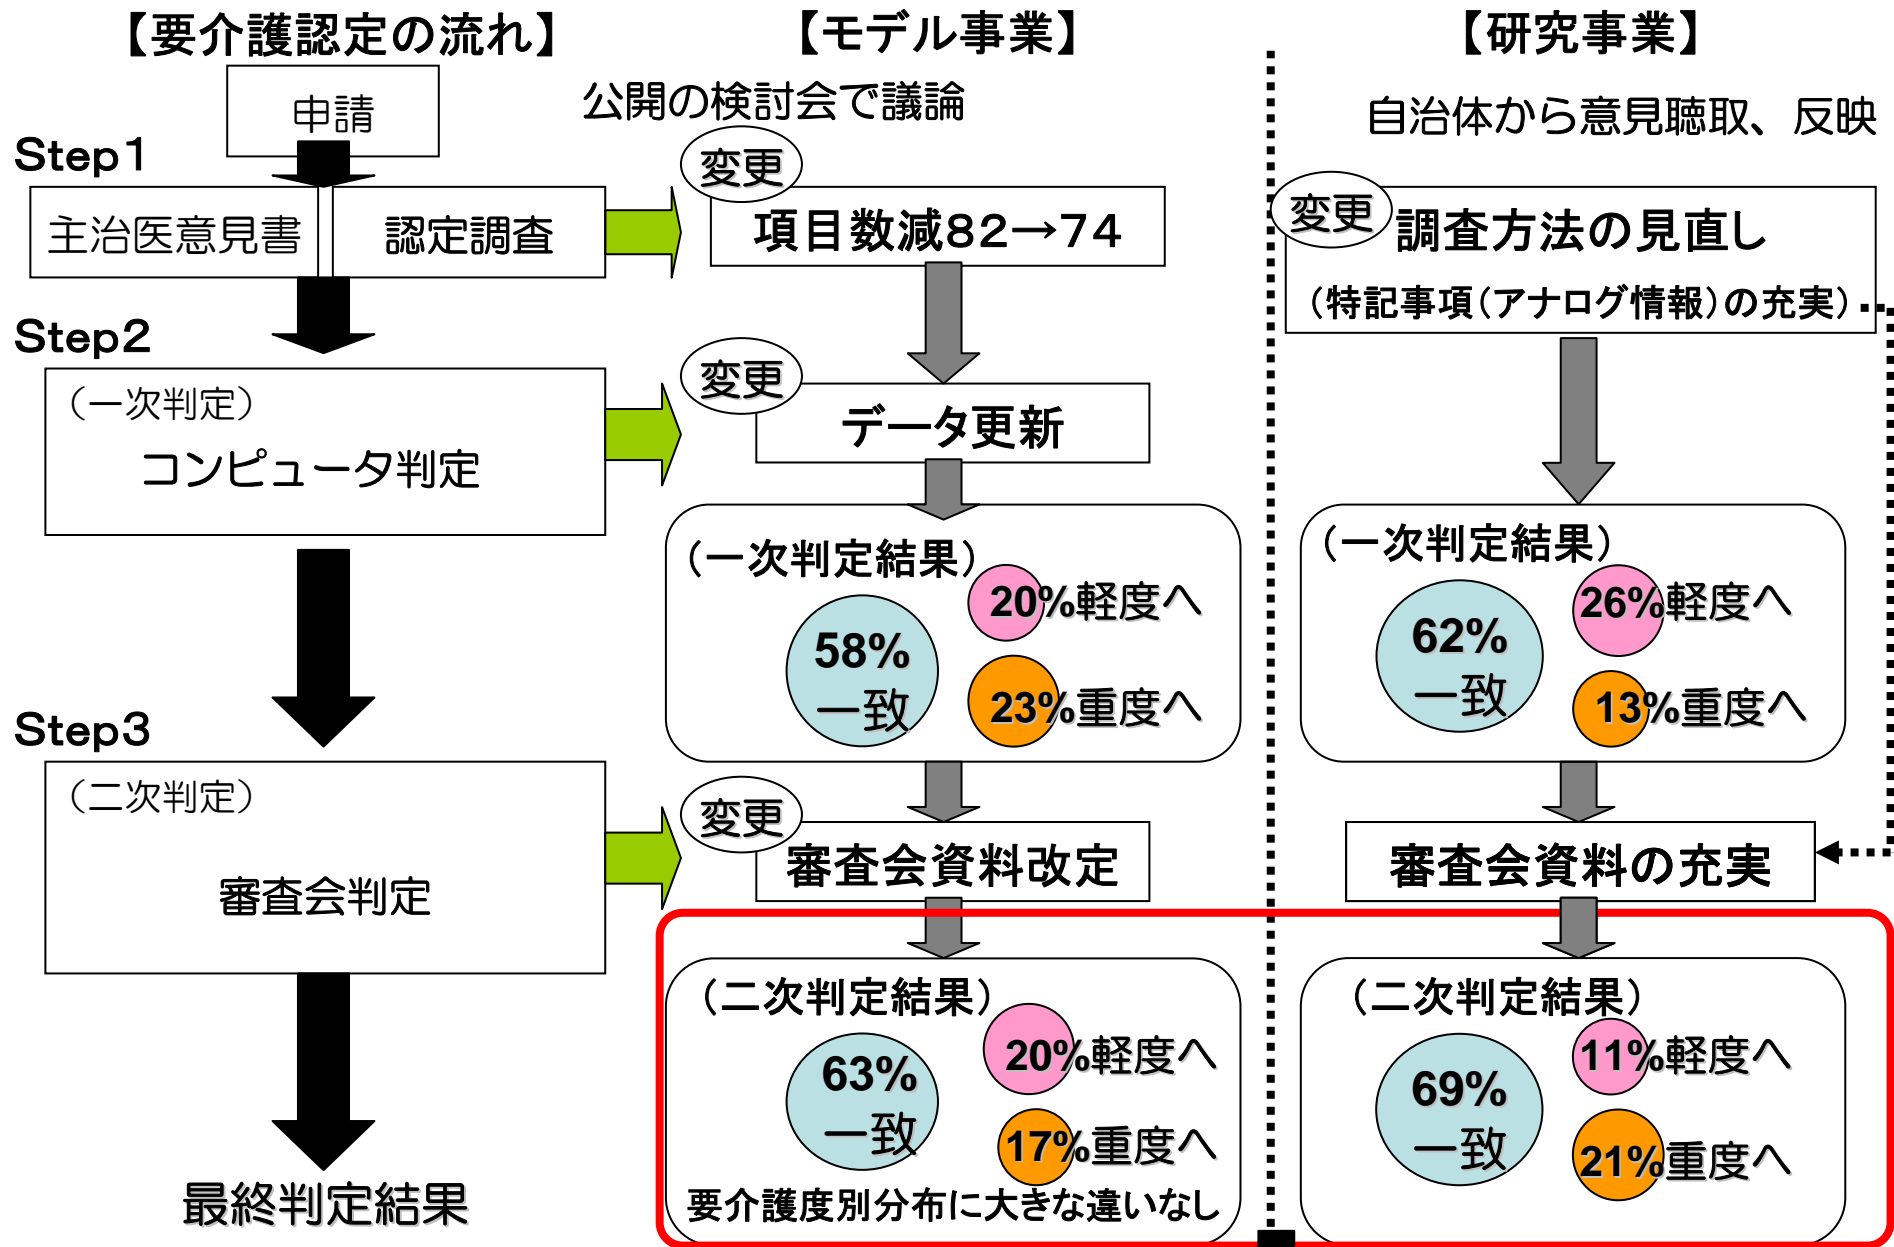 【要介護認定の流れ】
申請
Step1
主治医意見書
認定調査
Step2
（一次判定）
コンピュータ判定
Step3
（二次判定）
審査会判定
最終判定結果
【モデル事業】
公開の検討会で議論
変更
項目数減82→74
変更
データ更新
（一次判定結果）
58%
一致
20%軽度へ
23%重度へ
変更
審査会資料改定
（二次判定結果）
63%
一致
20%軽度へ
17%重度へ
要介護度別分布に大きな違いなし
【研究事業】
自治体から意見聴取、反映
変更
調査方法の見直し
（特記事項（アナログ情報）の充実）
（一次判定結果）
62%
一致
26%軽度へ
13%重度へ
審査会資料の充実
（二次判定結果）
69%
一致
11%軽度へ
21%重度へ